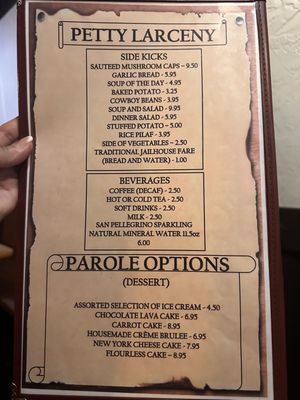 PETTY LARCENY
SIDE KICKS
SAUTEED MUSHROOM CAPS - 9.50
GARLIC BREAD - 3.95
SOUP OF THE DAY - 4.95
BAKED POTATO - 3.25
COWBOY BEANS - 3.95
SOUP AND SALAD - 9.95
DINNER SALAD - 5.95
STUFFED POTATO - 5.00
RICE PILAF - 3.95
SIDE OF VEGETABLES - 2.50
TRADITIONAL JAILHOUSE FARE
(BREAD AND WATER) - 1.00
BEVERAGES
COFFEE (DECAF) - 2.50
HOT OR COLD TEA - 2.50
SOFT DRINKS - 2.50
MILK - 2.50
SAN PELLEGRINO SPARKLING
NATURAL MINERAL WATER 11.5oz
6.00
PAROLE OPTIONS
(DESSERT)
ASSORTED SELECTION OF ICE CREAM - 4.50
CHOCOLATE LAVA CAKE - 6.95
CARROT CAKE - 8.95
HOUSEMADE CRÈME BRULEE - 6.95
NEW YORK CHEESE CAKE - 7.95
FLOURLESS CAKE - 8.95